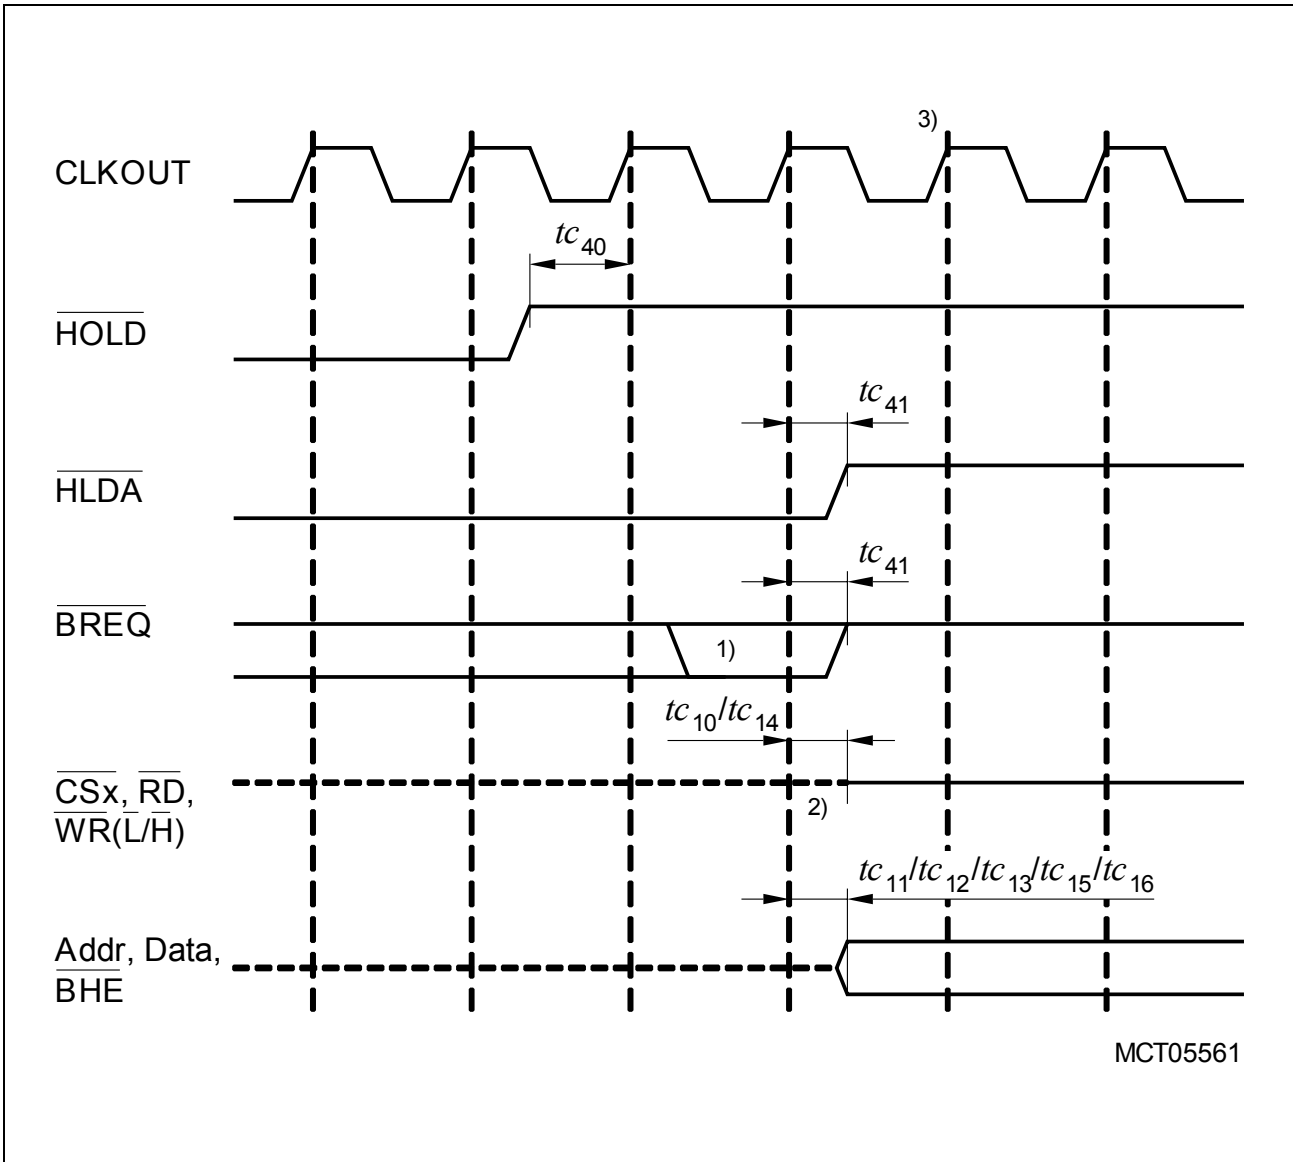 3)
CLKOUT
tc40
HOLD
tc41
HLDA
tc41
BREQ
1)
tc10/tc14
CSx, RD,
WR(L/H)
2)
tc11/tc12/tc13/tc15/tc16
Addr, Data,
BHE
MCT05561